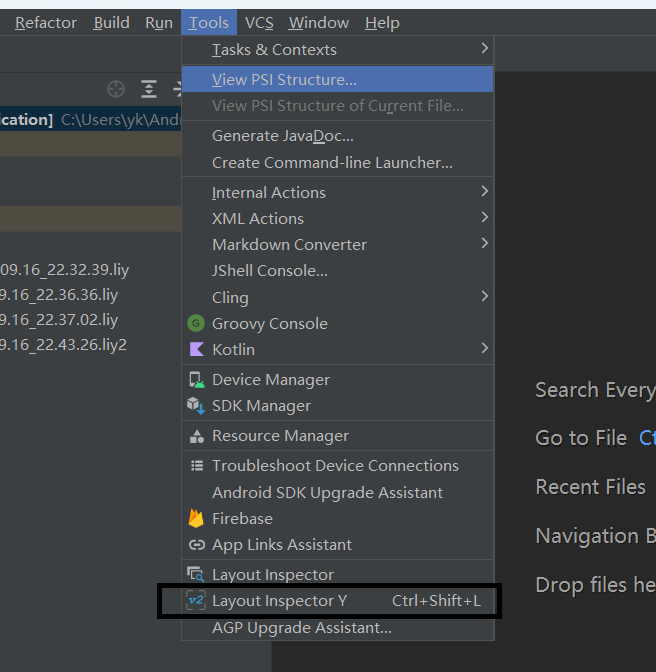 Refactor Build Run Tools VCS Window Help
Tasks & Contexts
View PSI Structure...
View PSI Structure of Current File...
ication] C:\Users\yk\Andr
Generate JavaDoc...
Create Command-line Launcher...
Internal Actions
XML Actions
Markdown Converter
09.16_22.32.39.liy
JShell Console...
9.16_22.36.36.liy
Cling
9.16_22.37.02.liy
G Groovy Console
9.16_22.43.26.liy2
Kotlin
Device Manager
SDK Manager
Resource Manager
Troubleshoot Device Connections
Android SDK Upgrade Assistant
Firebase
App Links Assistant
Layout Inspector
v2 Layout Inspector Y Ctrl+Shift+L
AGP Upgrade Assistant...
Search Every
Go to File Ct
Recent Files
Navigation B
Drop files he